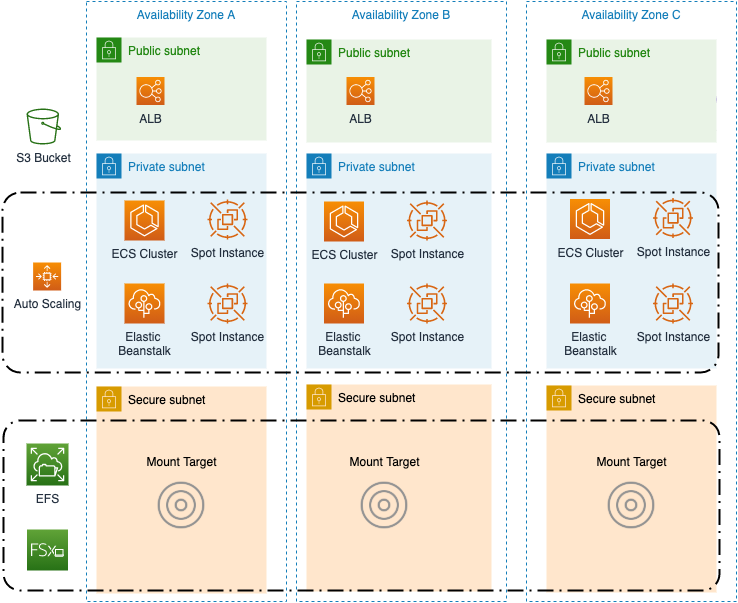 Availability Zone A
Availability Zone B
Availability Zone C
Public subnet
Public subnet
Public subnet
ALB
ALB
ALB
S3 Bucket
Private subnet
Private subnet
Private subnet
ECS Cluster
Spot Instance
ECS Cluster
Spot Instance
ECS Cluster
Spot Instance
Auto Scaling
Elastic
Beanstalk
Spot Instance
Elastic
Beanstalk
Spot Instance
Elastic
Beanstalk
Spot Instance
Secure subnet
Secure subnet
Secure subnet
Mount Target
Mount Target
Mount Target
EFS
FSx